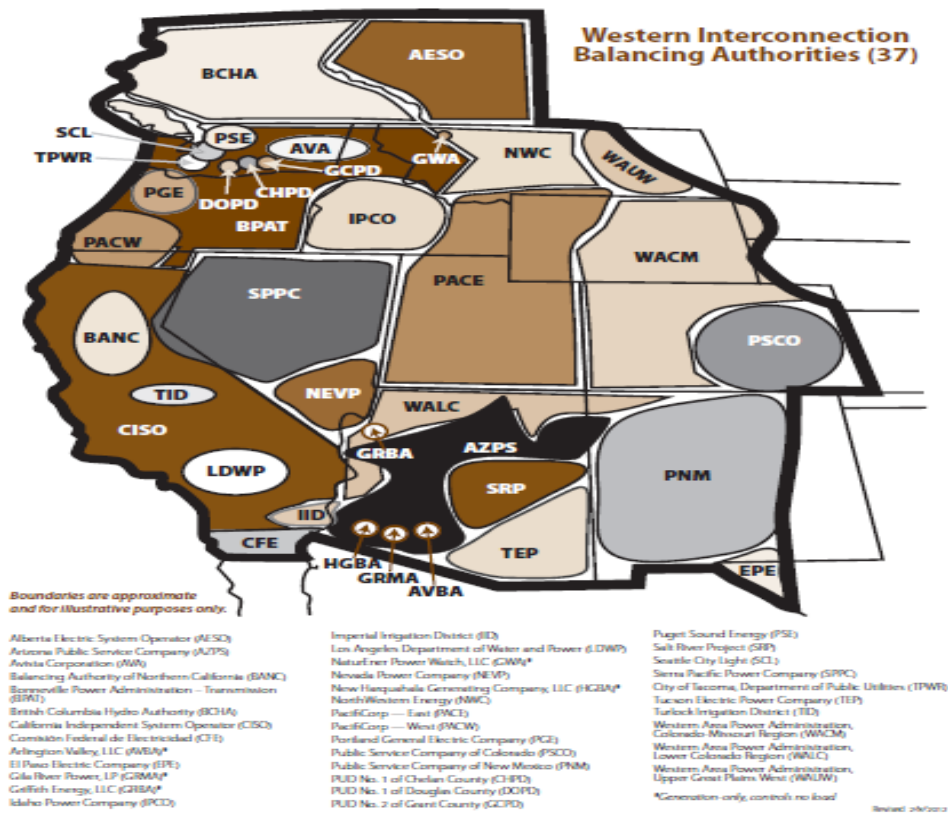 Western Interconnection
Balancing Authorities (37)
BCHA
AESO
SCL
PSE
TPWR
AVA
GWA
NWC
WAUW
GCPD
PGE
DOPD
CHPD
BPAT
IPCO
PACW
WACM
SPPC
PACE
BANC
PSCO
TID
NEVP
WALC
CISO
GRBA
AZPS
LDWP
SRP
PNM
IID
CFE
TEP
HGBA
GRMA
AVBA
EPE
Boundaries are approximate
and for illustrative purposes only.
Alberta Electric System Operator (AESO)
Arizona Public Service Company (AZPS)
Avista Corporation (AVA)
Balancing Authority of Northern California (BANC)
Bonneville Power Administration – Transmission
(BPAT)
British Columbia Hydro Authority (BCHA)
California Independent System Operator (CISO)
Comisión Federal de Electricidad (CFE)
Arlington Valley, LLC (AVBA)*
El Paso Electric Company (EPE)
Gila River Power, LP (GRMA)*
Griffith Energy, LLC (GRBA)*
Idaho Power Company (IPCO)
Imperial Irrigation District (IID)
Los Angeles Department of Water and Power (LDWP)
NaturEner Power Watch, LLC (GWA)*
Nevada Power Company (NEVP)
New Harquahala Generating Company, LLC (HGBA)*
NorthWestern Energy (NWC)
PacifiCorp — East (PACE)
PacifiCorp — West (PACW)
Portland General Electric Company (PGE)
Public Service Company of Colorado (PSCO)
Public Service Company of New Mexico (PNM)
PUD No. 1 of Chelan County (CHPD)
PUD No. 1 of Douglas County (DOPD)
PUD No. 2 of Grant County (GCPD)
Puget Sound Energy (PSE)
Salt River Project (SRP)
Seattle City Light (SCL)
Sierra Pacific Power Company (SPPC)
City of Tacoma, Department of Public Utilities (TPWR)
Tucson Electric Power Company (TEP)
Turlock Irrigation District (TID)
Western Area Power Administration,
Colorado-Missouri Region (WACM)
Western Area Power Administration,
Lower Colorado Region (WALC)
Western Area Power Administration,
Upper Great Plains West (WAUW)
*Generation-only, controls no load
Revised